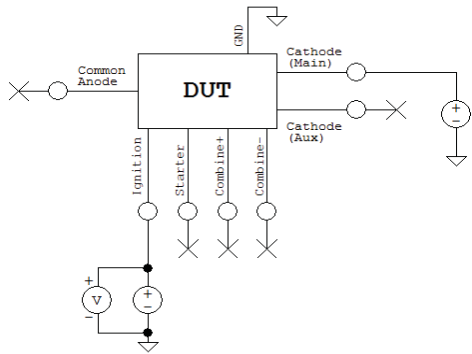 GND
Cathode
(Main)
Common
Anode
DUT
Cathode
(Aux)
Ignition
Starter
Combine+
Combine-
+
-
+
V
-
+
-